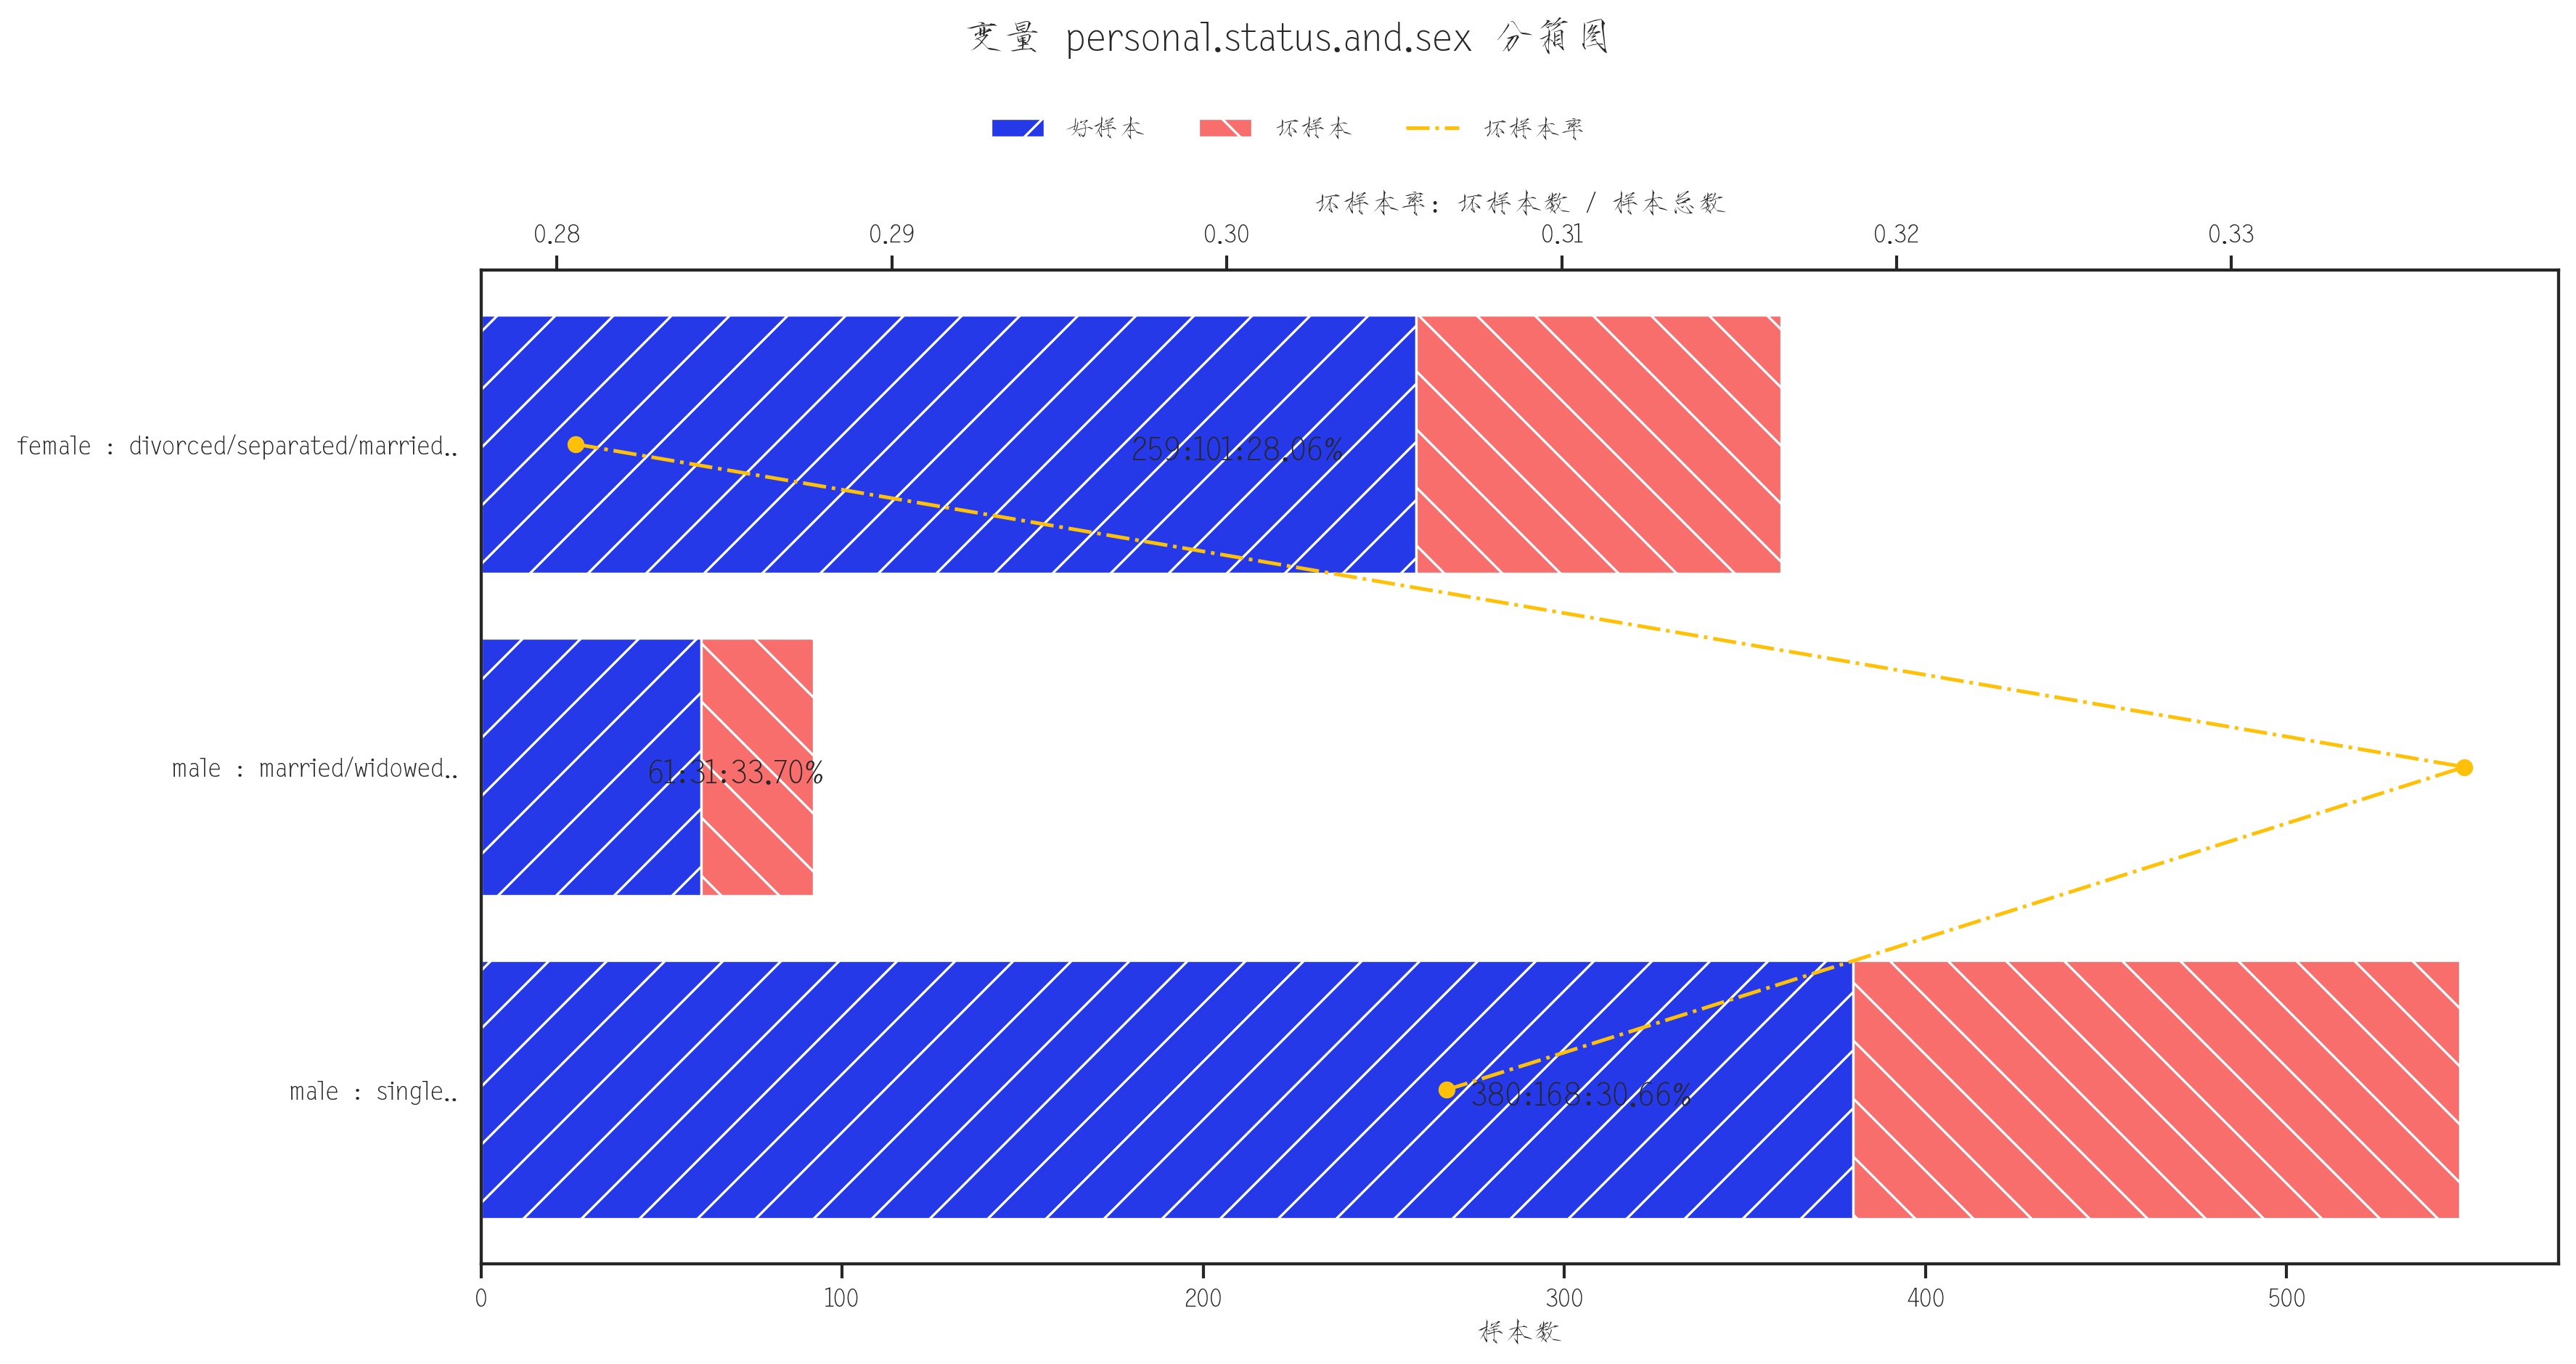 变量 personal.status.and.sex 分箱图
好样本 坏样本 坏样本率
坏样本率: 坏样本数 / 样本总数
0.28 0.29 0.30 0.31 0.32 0.33
female : divorced/separated/married..
259:101:28.06%
male : married/widowed..
61:31:33.70%
male : single..
380:168:30.66%
0 100 200 300 400 500
样本数